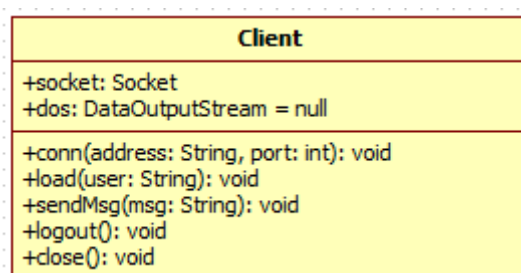 Client
+socket: Socket
+dos: DataOutputStream = null
+conn(address: String, port: int): void
+load(user: String): void
+sendMsg(msg: String): void
+logout(): void
+close(): void